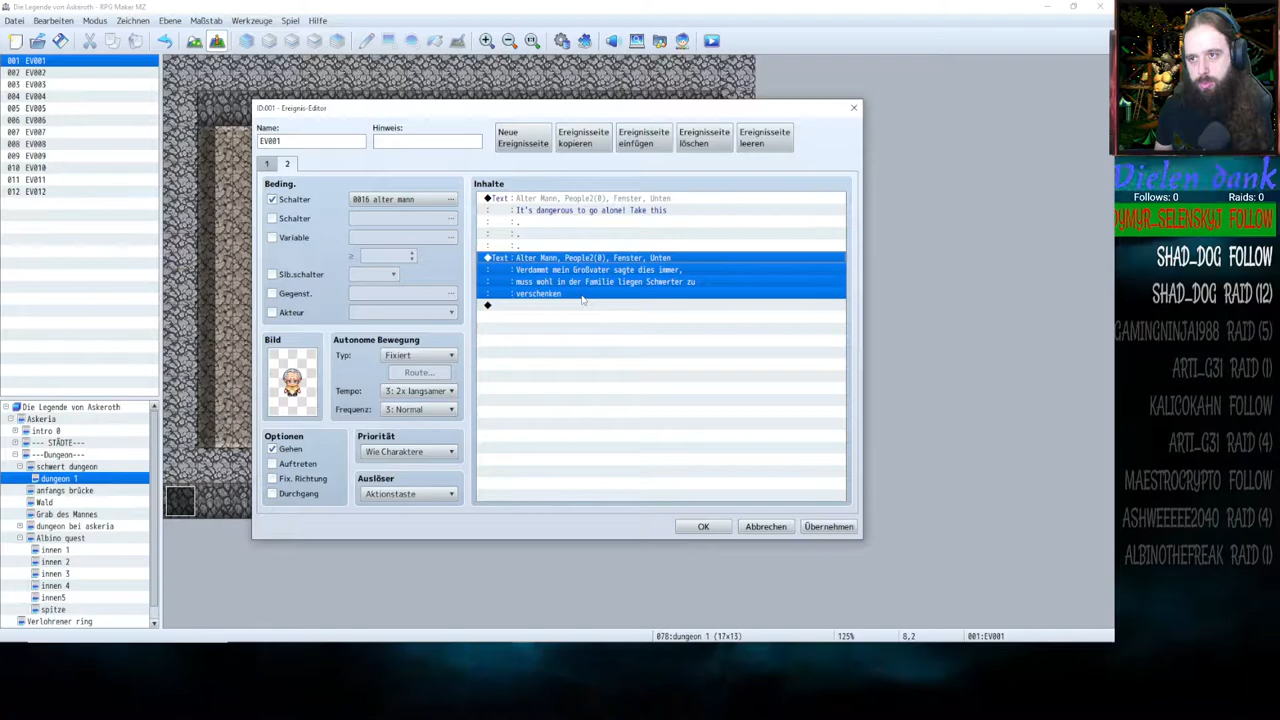 Die Legende von Askeroth - RPG Maker MZ
Datei Bearbeiten Modus Zeichnen Ebene Maßstab Werkzeuge Spiel Hilfe
001 EV001
002 EV002
003 EV003
004 EV004
005 EV005
006 EV006
007 EV007
008 EV008
009 EV009
010 EV010
011 EV011
012 EV012
Die Legende von Askeroth
Askeria
intro 0
--- STÄDTE---
---Dungeon---
schwert dungeon
dungeon 1
anfangs brücke
Wald
Grab des Mannes
dungeon bei askeria
Albino quest
innen 1
innen 2
innen 3
innen 4
innen5
spitze
Verlohrener ring
ID:001 - Ereignis-Editor
Name: Hinweis:
EV001
Neue Ereignisseite
Ereignisseite kopieren
Ereignisseite einfügen
Ereignisseite löschen
Ereignisseite leeren
1 2
Beding.
Schalter 0016 alter mann ...
Schalter ...
Variable ...
≥
Slb.schalter
Gegenst. ...
Akteur
Bild
Autonome Bewegung
Typ: Fixiert
Route...
Tempo: 3: 2x langsamer
Frequenz: 3: Normal
Optionen
Gehen
Auftreten
Fix. Richtung
Durchgang
Priorität
Wie Charaktere
Auslöser
Aktionstaste
Inhalte
◆Text : Alter Mann, People2(0), Fenster, Unten
: : It's dangerous to go alone! Take this
: : .
: : .
: : .
◆Text : Alter Mann, People2(0), Fenster, Unten
: : Verdammt mein Großvater sagte dies immer,
: : muss wohl in der Familie liegen Schwerter zu
: : verschenken
◆
OK Abbrechen Übernehmen
078:dungeon 1 (17x13) 125% 8,2 001:EV001
Vielen dank
Follows: 0 Raids: 0
DYMYR_SELENSKYJ FOLLOW
SHAD_DOG FOLLOW
SHAD_DOG RAID (12)
GAMINGNINJA1988 RAID (5)
ARTI_G31 RAID (1)
KALICOKAHN FOLLOW
ARTI_G31 RAID (4)
MAESTROCRYPTO FOLLOW
ASHWEEEEE2040 RAID (4)
ALBINOTHEFREAK RAID (1)